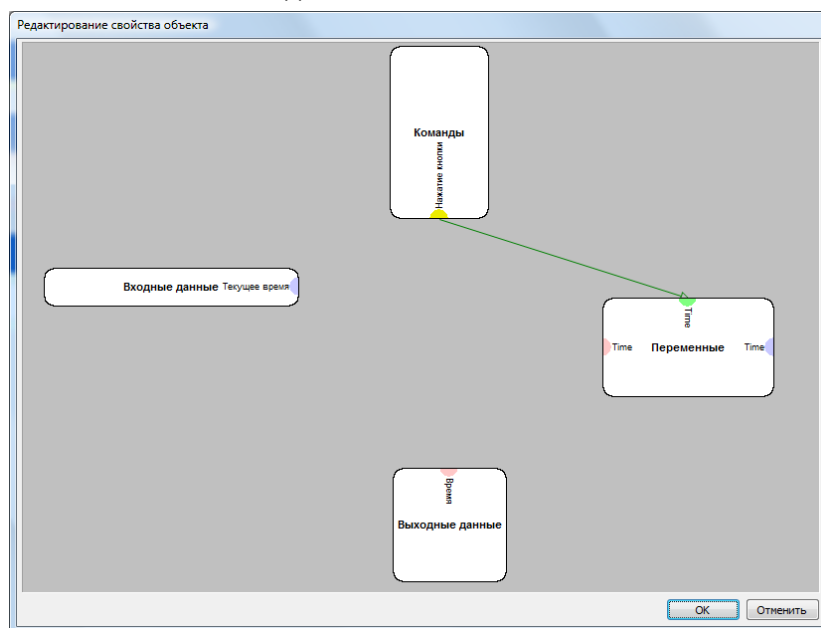 Редактирование свойства объекта
Команды
Нажатие кнопки
Входные данные Текущее время
Time
Time Переменные Time
Время
Выходные данные
OK Отменить